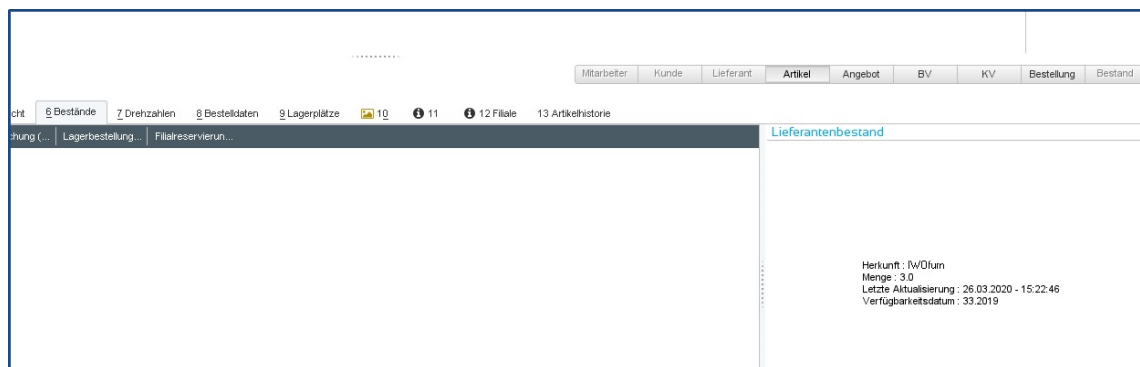 Mitarbeiter Kunde Lieferant Artikel Angebot BV KV Bestellung Bestand
cht 6 Bestände 7 Drehzahlen 8 Bestelldaten 9 Lagerplätze 10 11 12 Filiale 13 Artikelhistorie
chung (... Lagerbestellung... Filialreservierun...
Lieferantenbestand
Herkunft : IWOfurn
Menge : 3.0
Letzte Aktualisierung : 26.03.2020 - 15:22:46
Verfügbarkeitsdatum : 33.2019